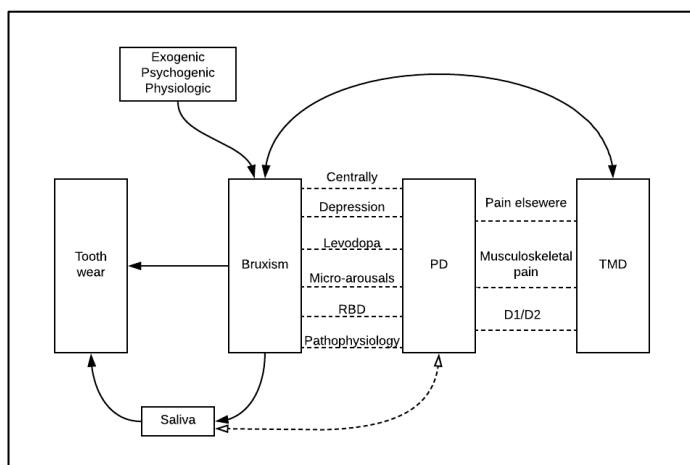 Exogenic
Psychogenic
Physiologic
Centrally
Depression
Levodopa
Micro-arousals
RBD
Pathophysiology
Pain elsewere
Musculoskeletal
pain
D1/D2
Tooth
wear
Bruxism
PD
TMD
Saliva